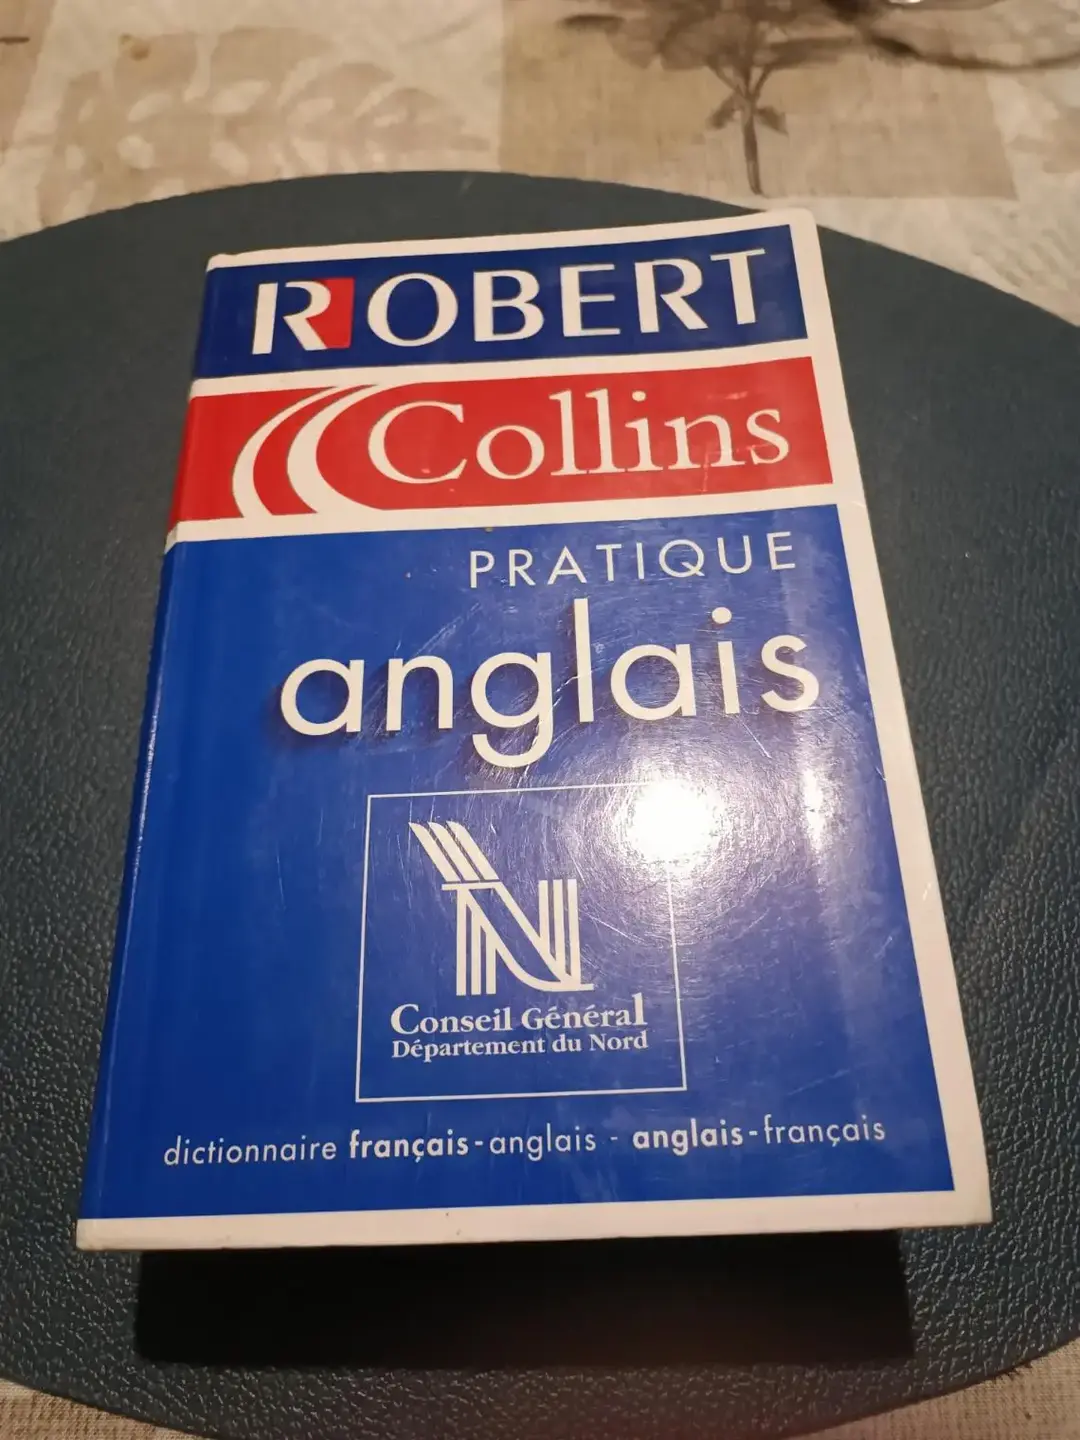 ROBERT
Collins
PRATIQUE
anglais
N
Conseil Général
Département du Nord
dictionnaire français-anglais - anglais-français